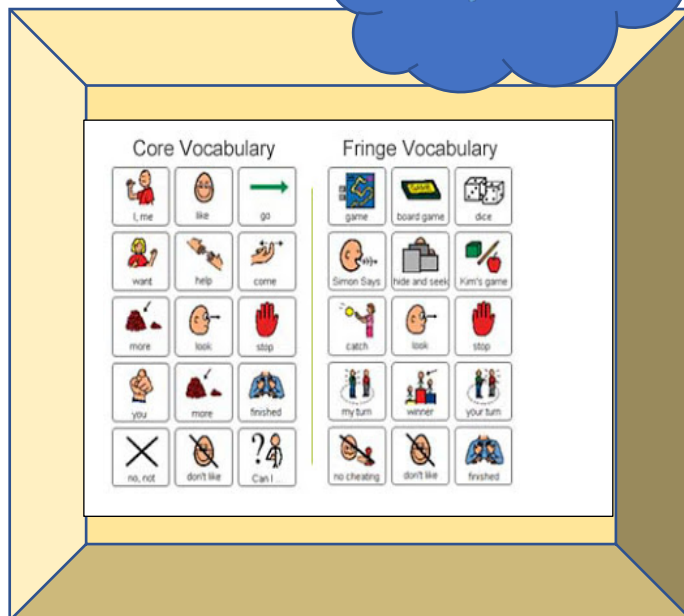 Core Vocabulary
Fringe Vocabulary
I, me
like
go
game
board game
dice
want
help
come
Simon Says
hide and seek
Kim's game
more
look
stop
catch
look
stop
you
more
finished
my turn
winner
your turn
no, not
don't like
Can I ...
no cheating
don't like
finished